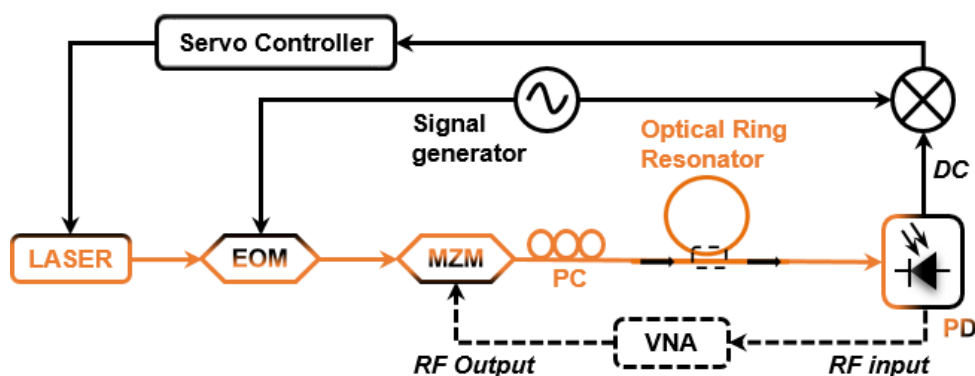 Servo Controller
Signal
generator
Optical Ring
Resonator
DC
LASER
EOM
MZM
PC
PD
VNA
RF Output
RF input